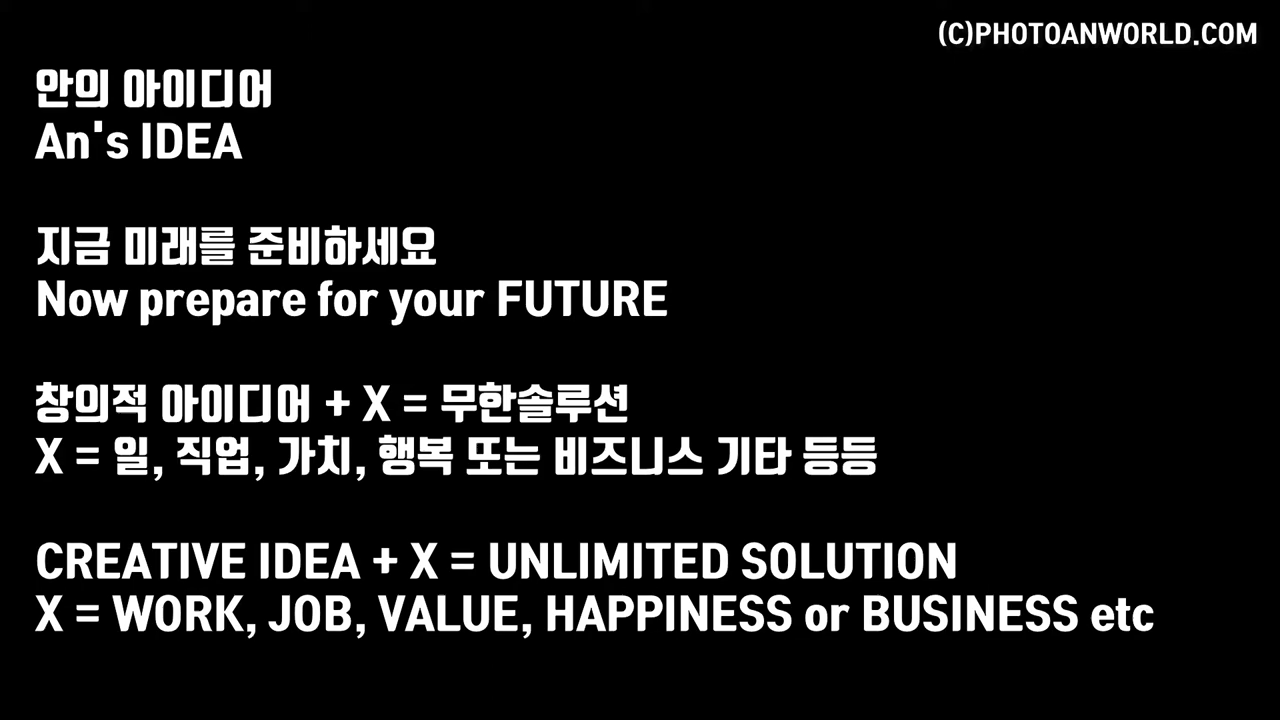 (C)PHOTOANWORLD.COM
안의 아이디어
An's IDEA
지금 미래를 준비하세요
Now prepare for your FUTURE
창의적 아이디어 + X = 무한솔루션
X = 일, 직업, 가치, 행복 또는 비즈니스 기타 등등
CREATIVE IDEA + X = UNLIMITED SOLUTION
X = WORK, JOB, VALUE, HAPPINESS or BUSINESS etc